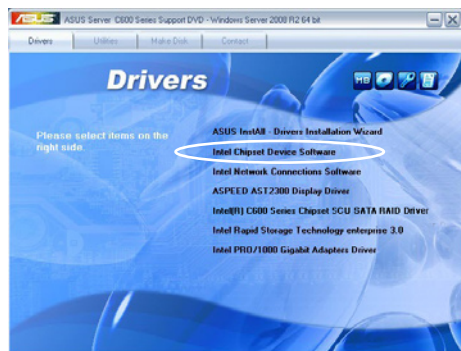 ASUS ASUS Server C600 Series Support DVD - Windows Server 2008 R2 64 bit
Drivers Utilities Make Disk Contact
Drivers
MB
Please select items on the
right side.
ASUS InstAll - Drivers Installation Wizard
Intel Chipset Device Software
Intel Network Connections Software
ASPEED AST2300 Display Driver
Intel(R) C600 Series Chipset SCU SATA RAID Driver
Intel Rapid Storage Technology enterprise 3.0
Intel PRO/1000 Gigabit Adapters Driver